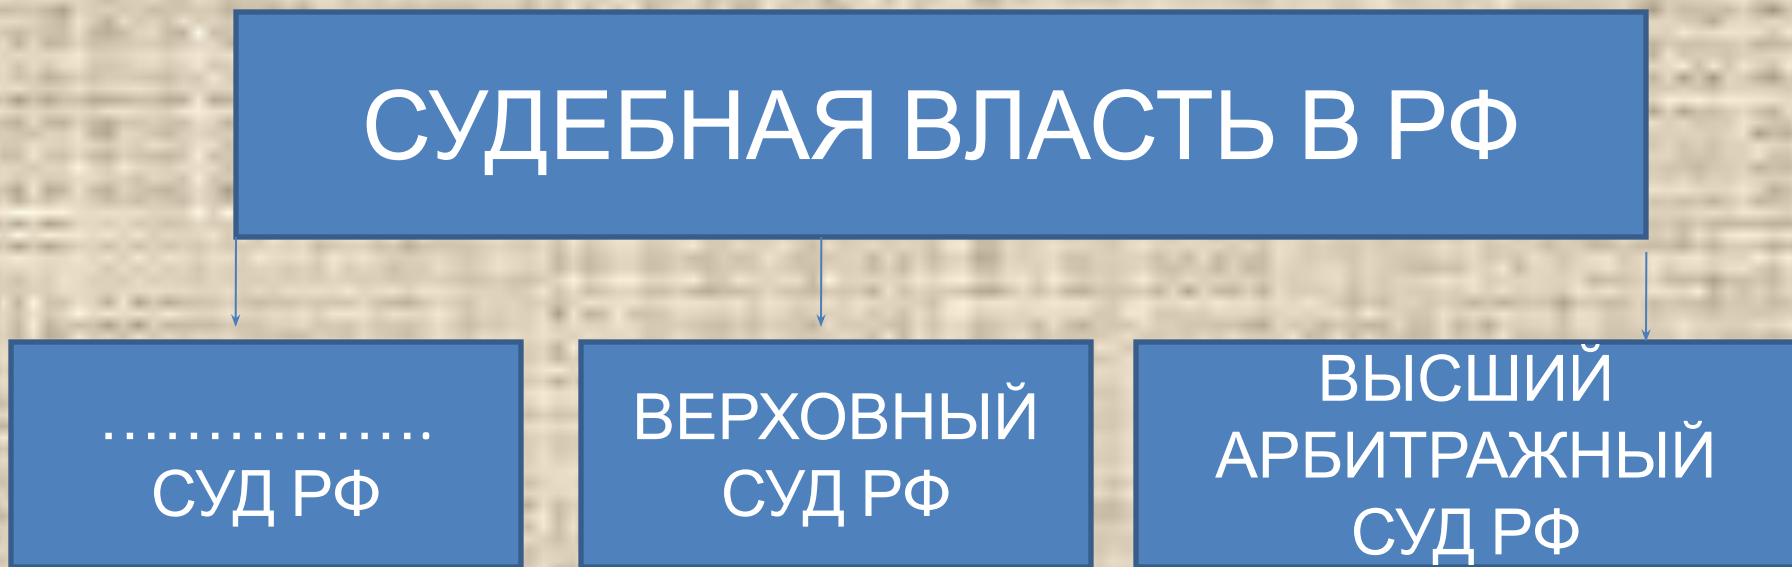 СУДЕБНАЯ ВЛАСТЬ В РФ
................
СУД РФ
ВЕРХОВНЫЙ
СУД РФ
ВЫСШИЙ
АРБИТРАЖНЫЙ
СУД РФ